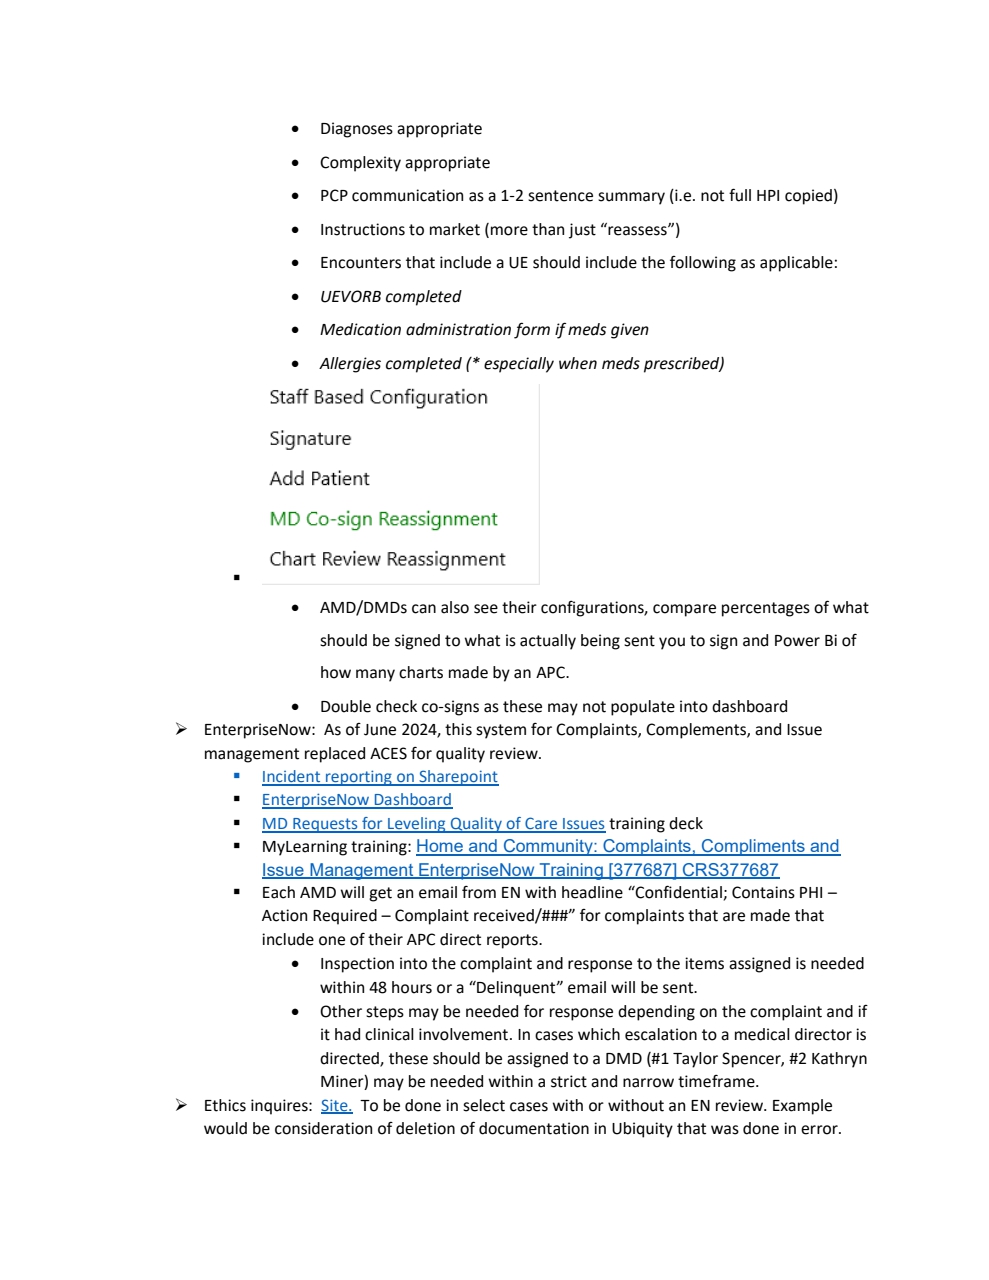 • Diagnoses appropriate
• Complexity appropriate
• PCP communication as a 1-2 sentence summary (i.e. not full HPI copied)
• Instructions to market (more than just “reassess”)
• Encounters that include a UE should include the following as applicable:
• UEVORB completed
• Medication administration form if meds given
• Allergies completed (* especially when meds prescribed)
Staff Based Configuration
Signature
Add Patient
MD Co-sign Reassignment
Chart Review Reassignment
▪
• AMD/DMDs can also see their configurations, compare percentages of what
should be signed to what is actually being sent you to sign and Power Bi of
how many charts made by an APC.
• Double check co-signs as these may not populate into dashboard
➢ EnterpriseNow:  As of June 2024, this system for Complaints, Complements, and Issue
management replaced ACES for quality review.
▪ Incident reporting on Sharepoint
▪ EnterpriseNow Dashboard
▪ MD Requests for Leveling Quality of Care Issues training deck
▪ MyLearning training: Home and Community: Complaints, Compliments and
Issue Management EnterpriseNow Training [377687] CRS377687
▪ Each AMD will get an email from EN with headline “Confidential; Contains PHI –
Action Required – Complaint received/###” for complaints that are made that
include one of their APC direct reports.
• Inspection into the complaint and response to the items assigned is needed
within 48 hours or a “Delinquent” email will be sent.
• Other steps may be needed for response depending on the complaint and if
it had clinical involvement. In cases which escalation to a medical director is
directed, these should be assigned to a DMD (#1 Taylor Spencer, #2 Kathryn
Miner) may be needed within a strict and narrow timeframe.
➢ Ethics inquires:  Site.  To be done in select cases with or without an EN review. Example
would be consideration of deletion of documentation in Ubiquity that was done in error.